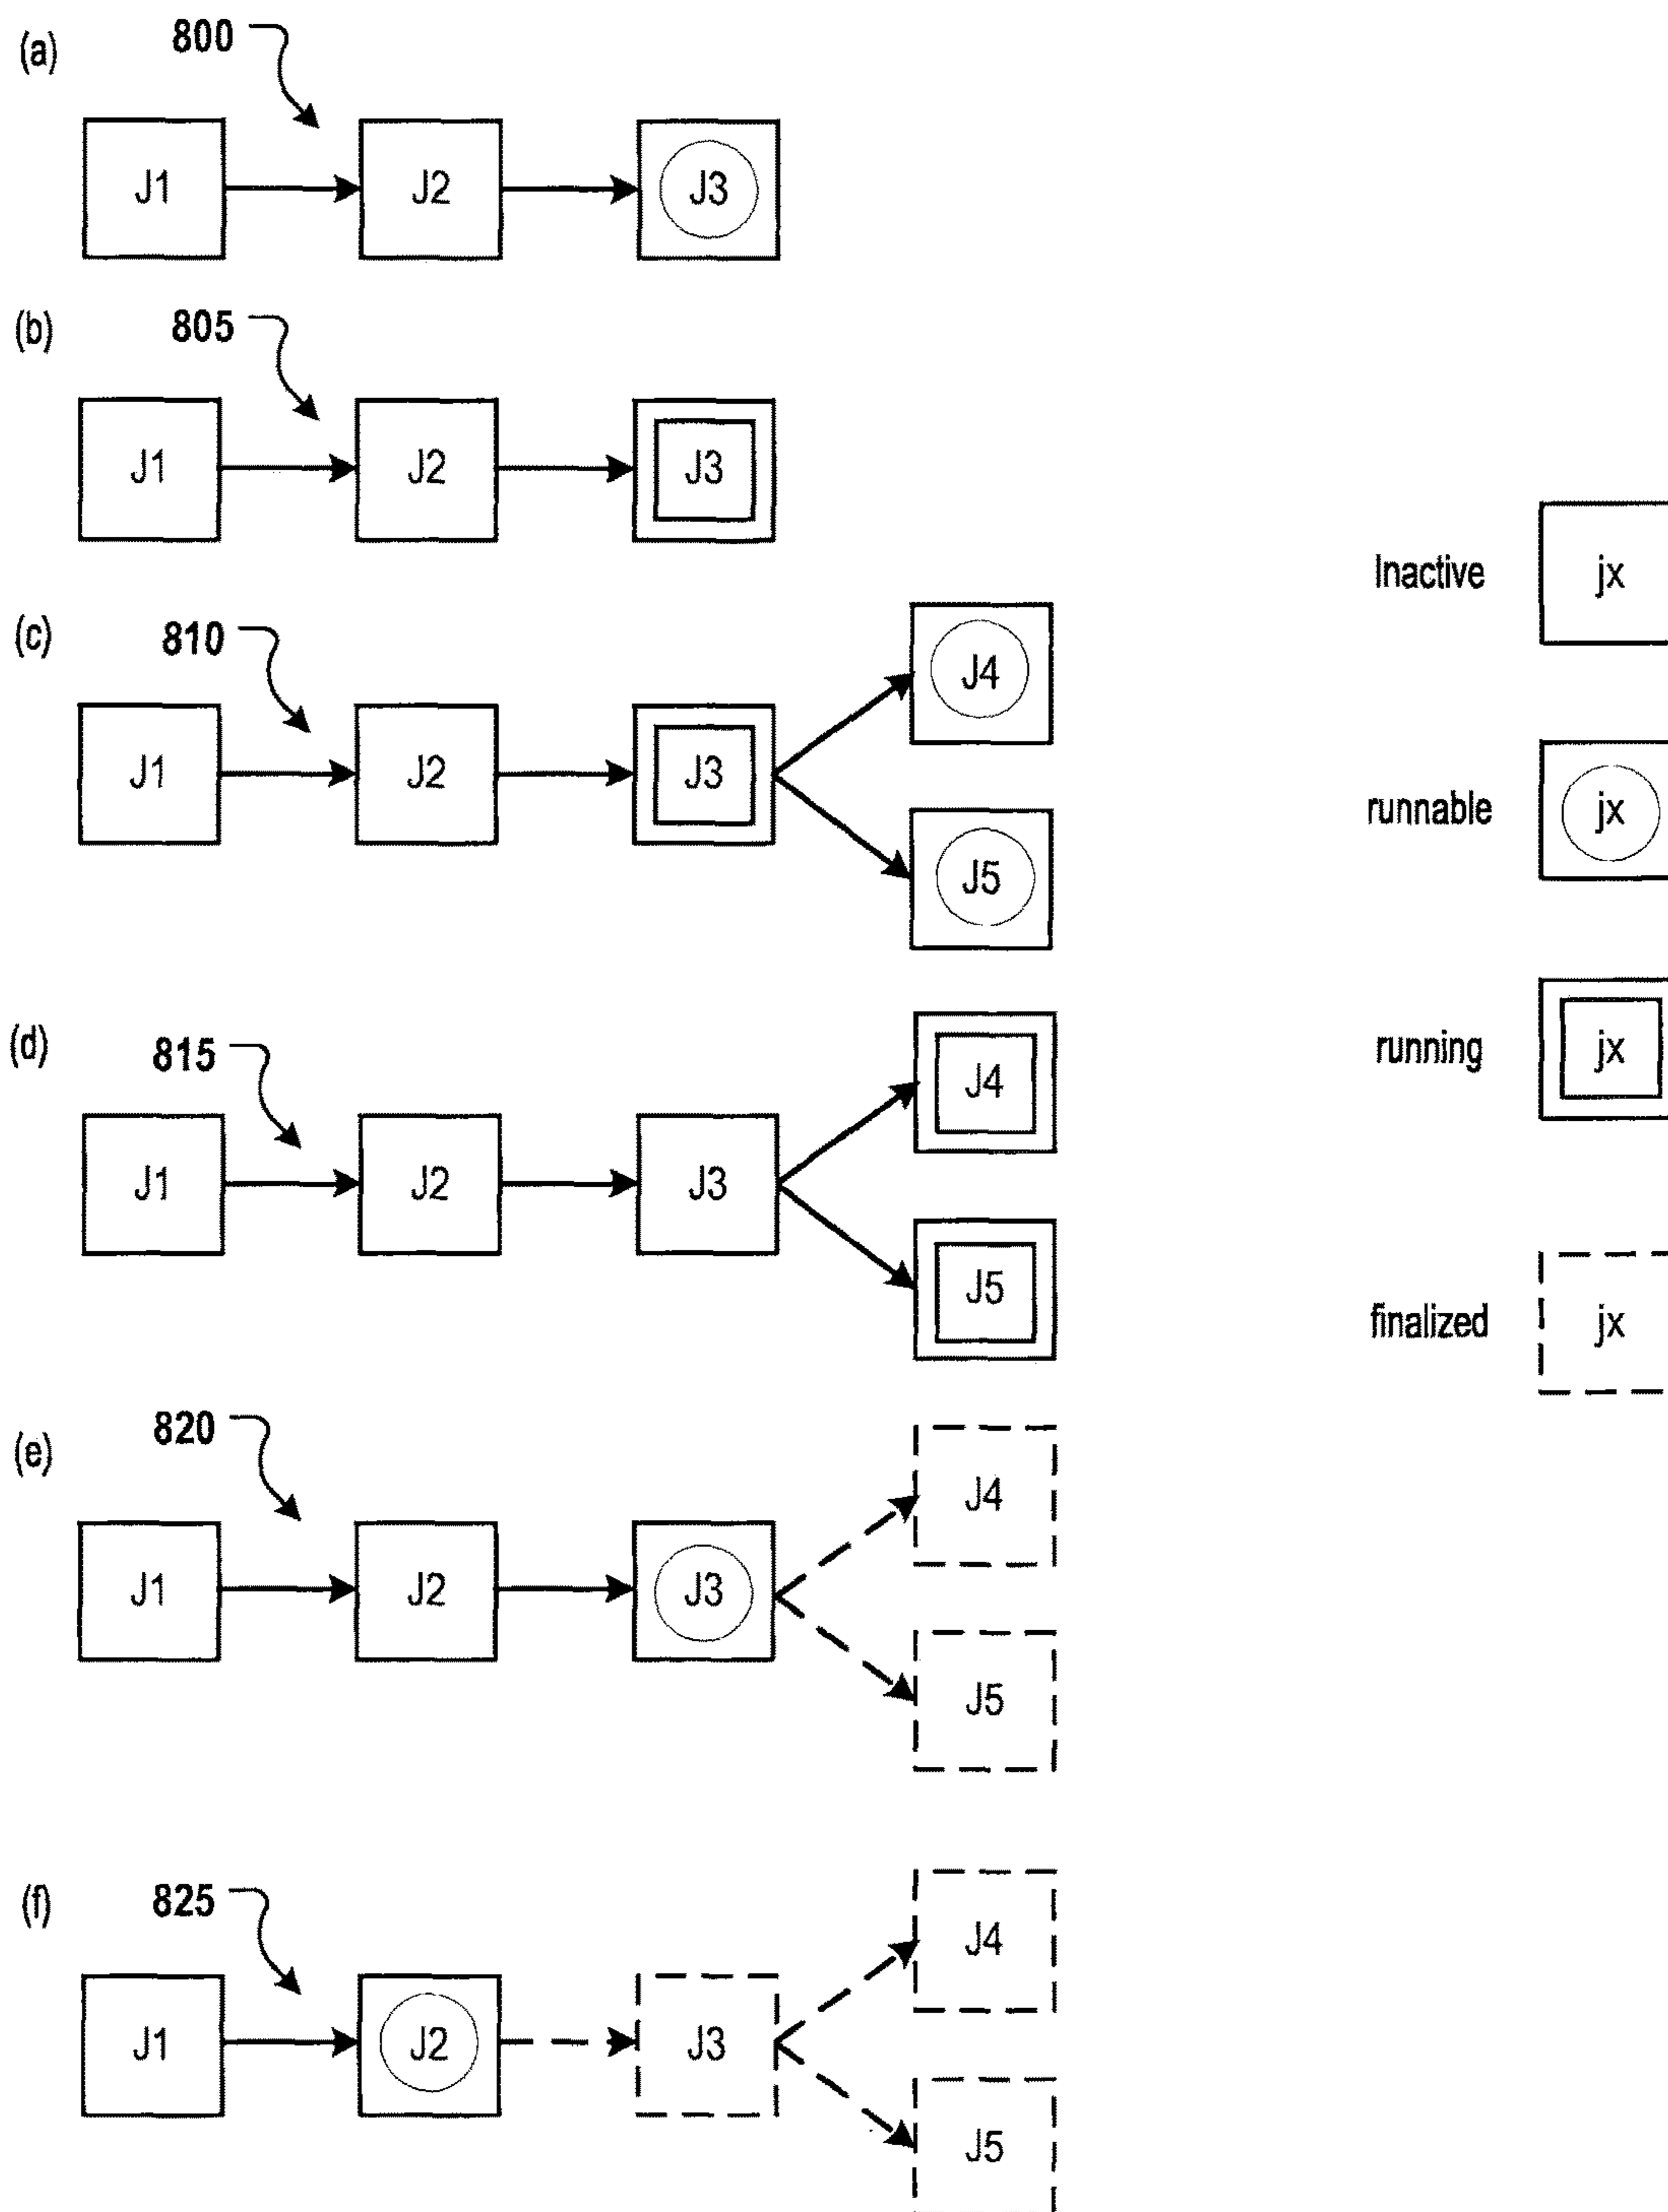 (a) 800
J1 J2 J3
(b) 805
J1 J2 J3
(c) 810
J4
J1 J2 J3
J5
(d) 815
J4
J1 J2 J3
J5
(e) 820
J4
J1 J2 J3
J5
(f) 825
J4
J1 J2 J3
J5
Inactive jx
runnable jx
running jx
finalized jx